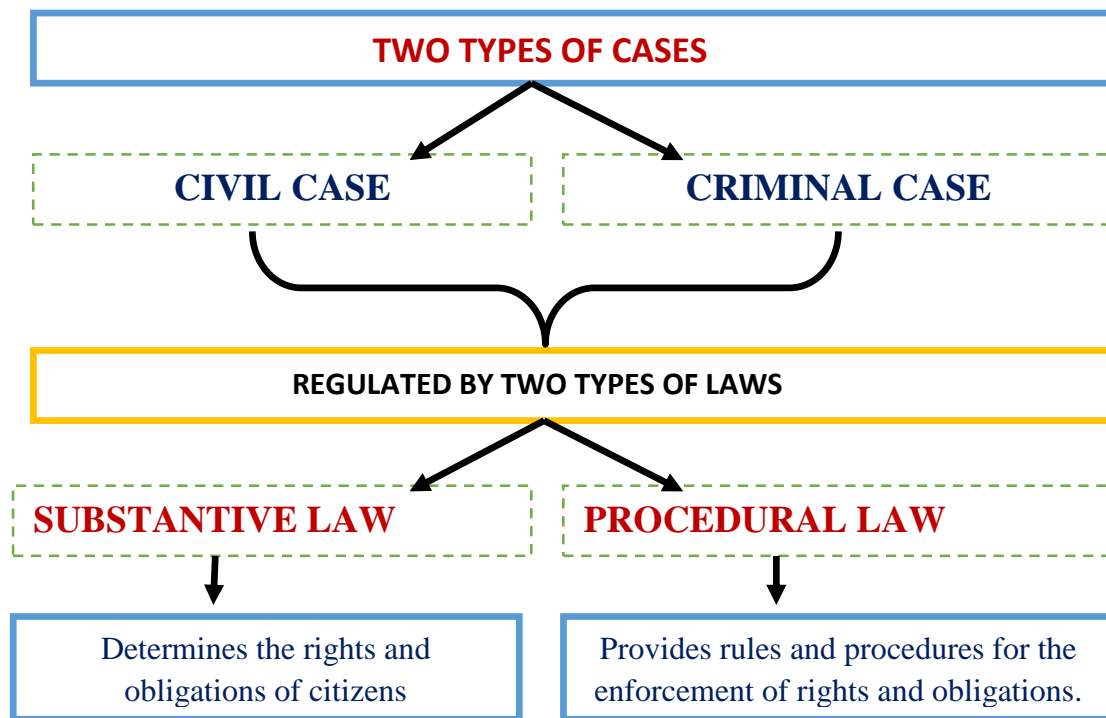 TWO TYPES OF CASES
CIVIL CASE
CRIMINAL CASE
REGULATED BY TWO TYPES OF LAWS
SUBSTANTIVE LAW
PROCEDURAL LAW
Determines the rights and
obligations of citizens
Provides rules and procedures for the
enforcement of rights and obligations.